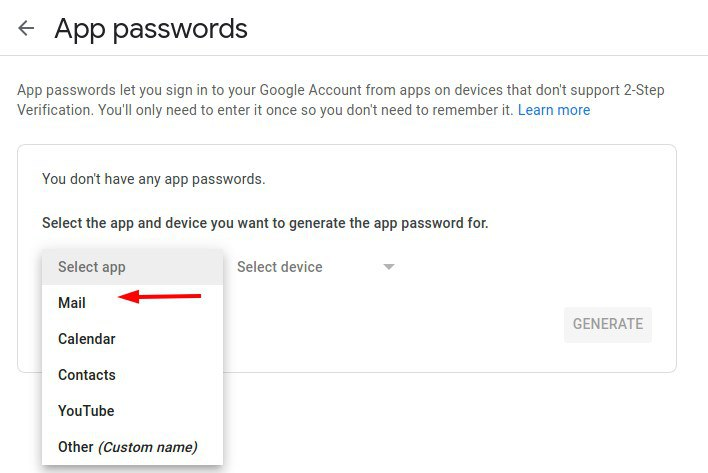 App passwords
App passwords let you sign in to your Google Account from apps on devices that don't support 2-Step
Verification. You'll only need to enter it once so you don't need to remember it. Learn more
You don't have any app passwords.
Select the app and device you want to generate the app password for.
Select app
Select device
Mail
Calendar
Contacts
YouTube
Other (Custom name)
GENERATE